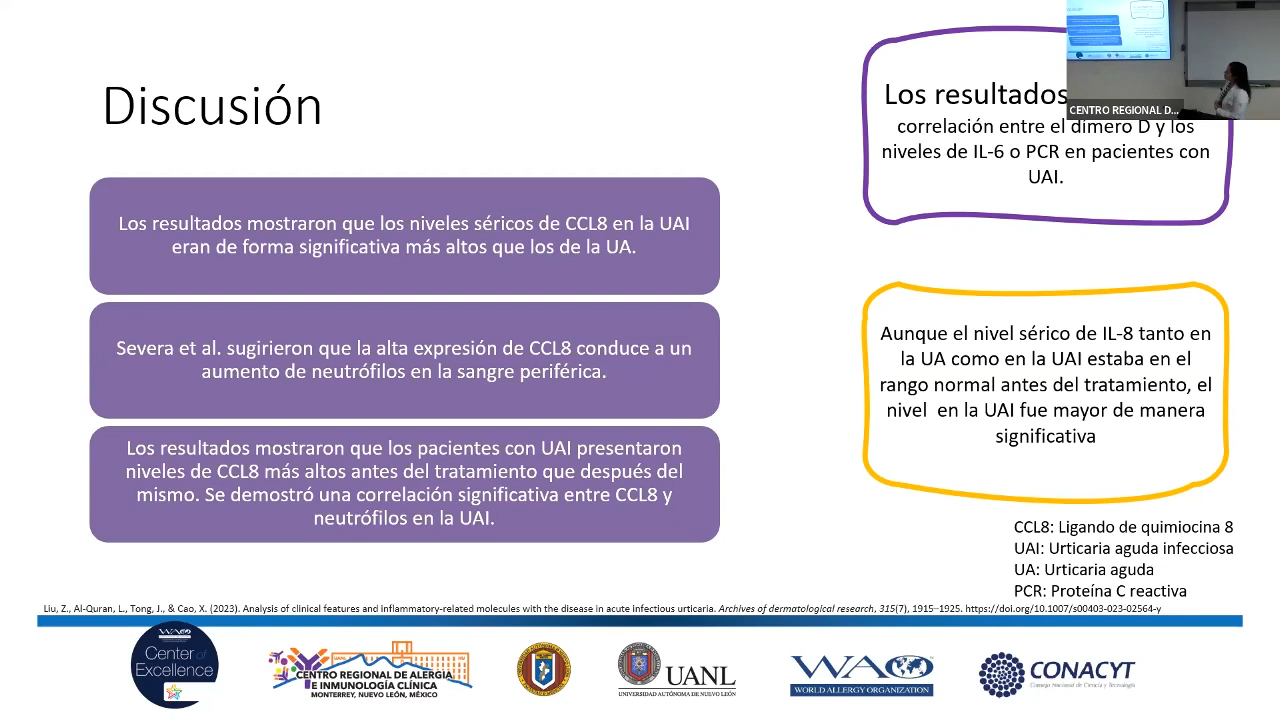 Discusión
Los resultados mostraron que los niveles séricos de CCL8 en la UAI
eran de forma significativa más altos que los de la UA.
Severa et al. sugirieron que la alta expresión de CCL8 conduce a un
aumento de neutrófilos en la sangre periférica.
Los resultados mostraron que los pacientes con UAI presentaron
niveles de CCL8 más altos antes del tratamiento que después del
mismo. Se demostró una correlación significativa entre CCL8 y
neutrófilos en la UAI.
Los resultados
correlación entre el dímero D y los
niveles de IL-6 o PCR en pacientes con
UAI.
CENTRO REGIONAL D...
Aunque el nivel sérico de IL-8 tanto en
la UA como en la UAI estaba en el
rango normal antes del tratamiento, el
nivel en la UAI fue mayor de manera
significativa
CCL8: Ligando de quimiocina 8
UAI: Urticaria aguda infecciosa
UA: Urticaria aguda
PCR: Proteína C reactiva
Liu, Z., Al-Quran, L., Tong, J., & Cao, X. (2023). Analysis of clinical features and inflammatory-related molecules with the disease in acute infectious urticaria. Archives of dermatological research, 315(7), 1915–1925. https://doi.org/10.1007/s00403-023-02564-y
WAO
Center of
Excellence
UANL
CENTRO REGIONAL DE ALERGIA
E INMUNOLOGÍA CLÍNICA
MONTERREY, NUEVO LEÓN, MÉXICO
UANL
UNIVERSIDAD AUTÓNOMA DE NUEVO LEÓN
WAO
WORLD ALLERGY ORGANIZATION
CONACYT
Consejo Nacional de Ciencia y Tecnología